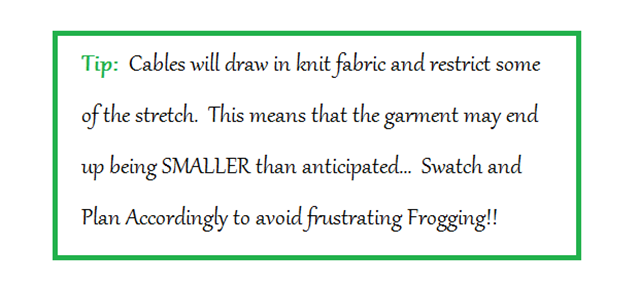 Tip:  Cables will draw in knit fabric and restrict some
of the stretch.  This means that the garment may end
up being SMALLER than anticipated...  Swatch and
Plan Accordingly to avoid frustrating Frogging!!